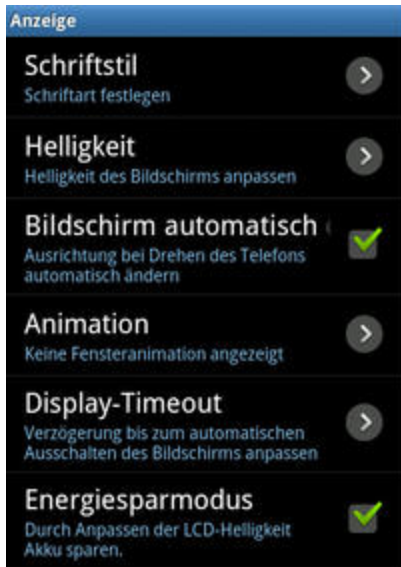 Anzeige
Schriftstil
Schriftart festlegen
Helligkeit
Helligkeit des Bildschirms anpassen
Bildschirm automatisch
Ausrichtung bei Drehen des Telefons
automatisch ändern
Animation
Keine Fensteranimation angezeigt
Display-Timeout
Verzögerung bis zum automatischen
Ausschalten des Bildschirms anpassen
Energiesparmodus
Durch Anpassen der LCD-Helligkeit
Akku sparen.